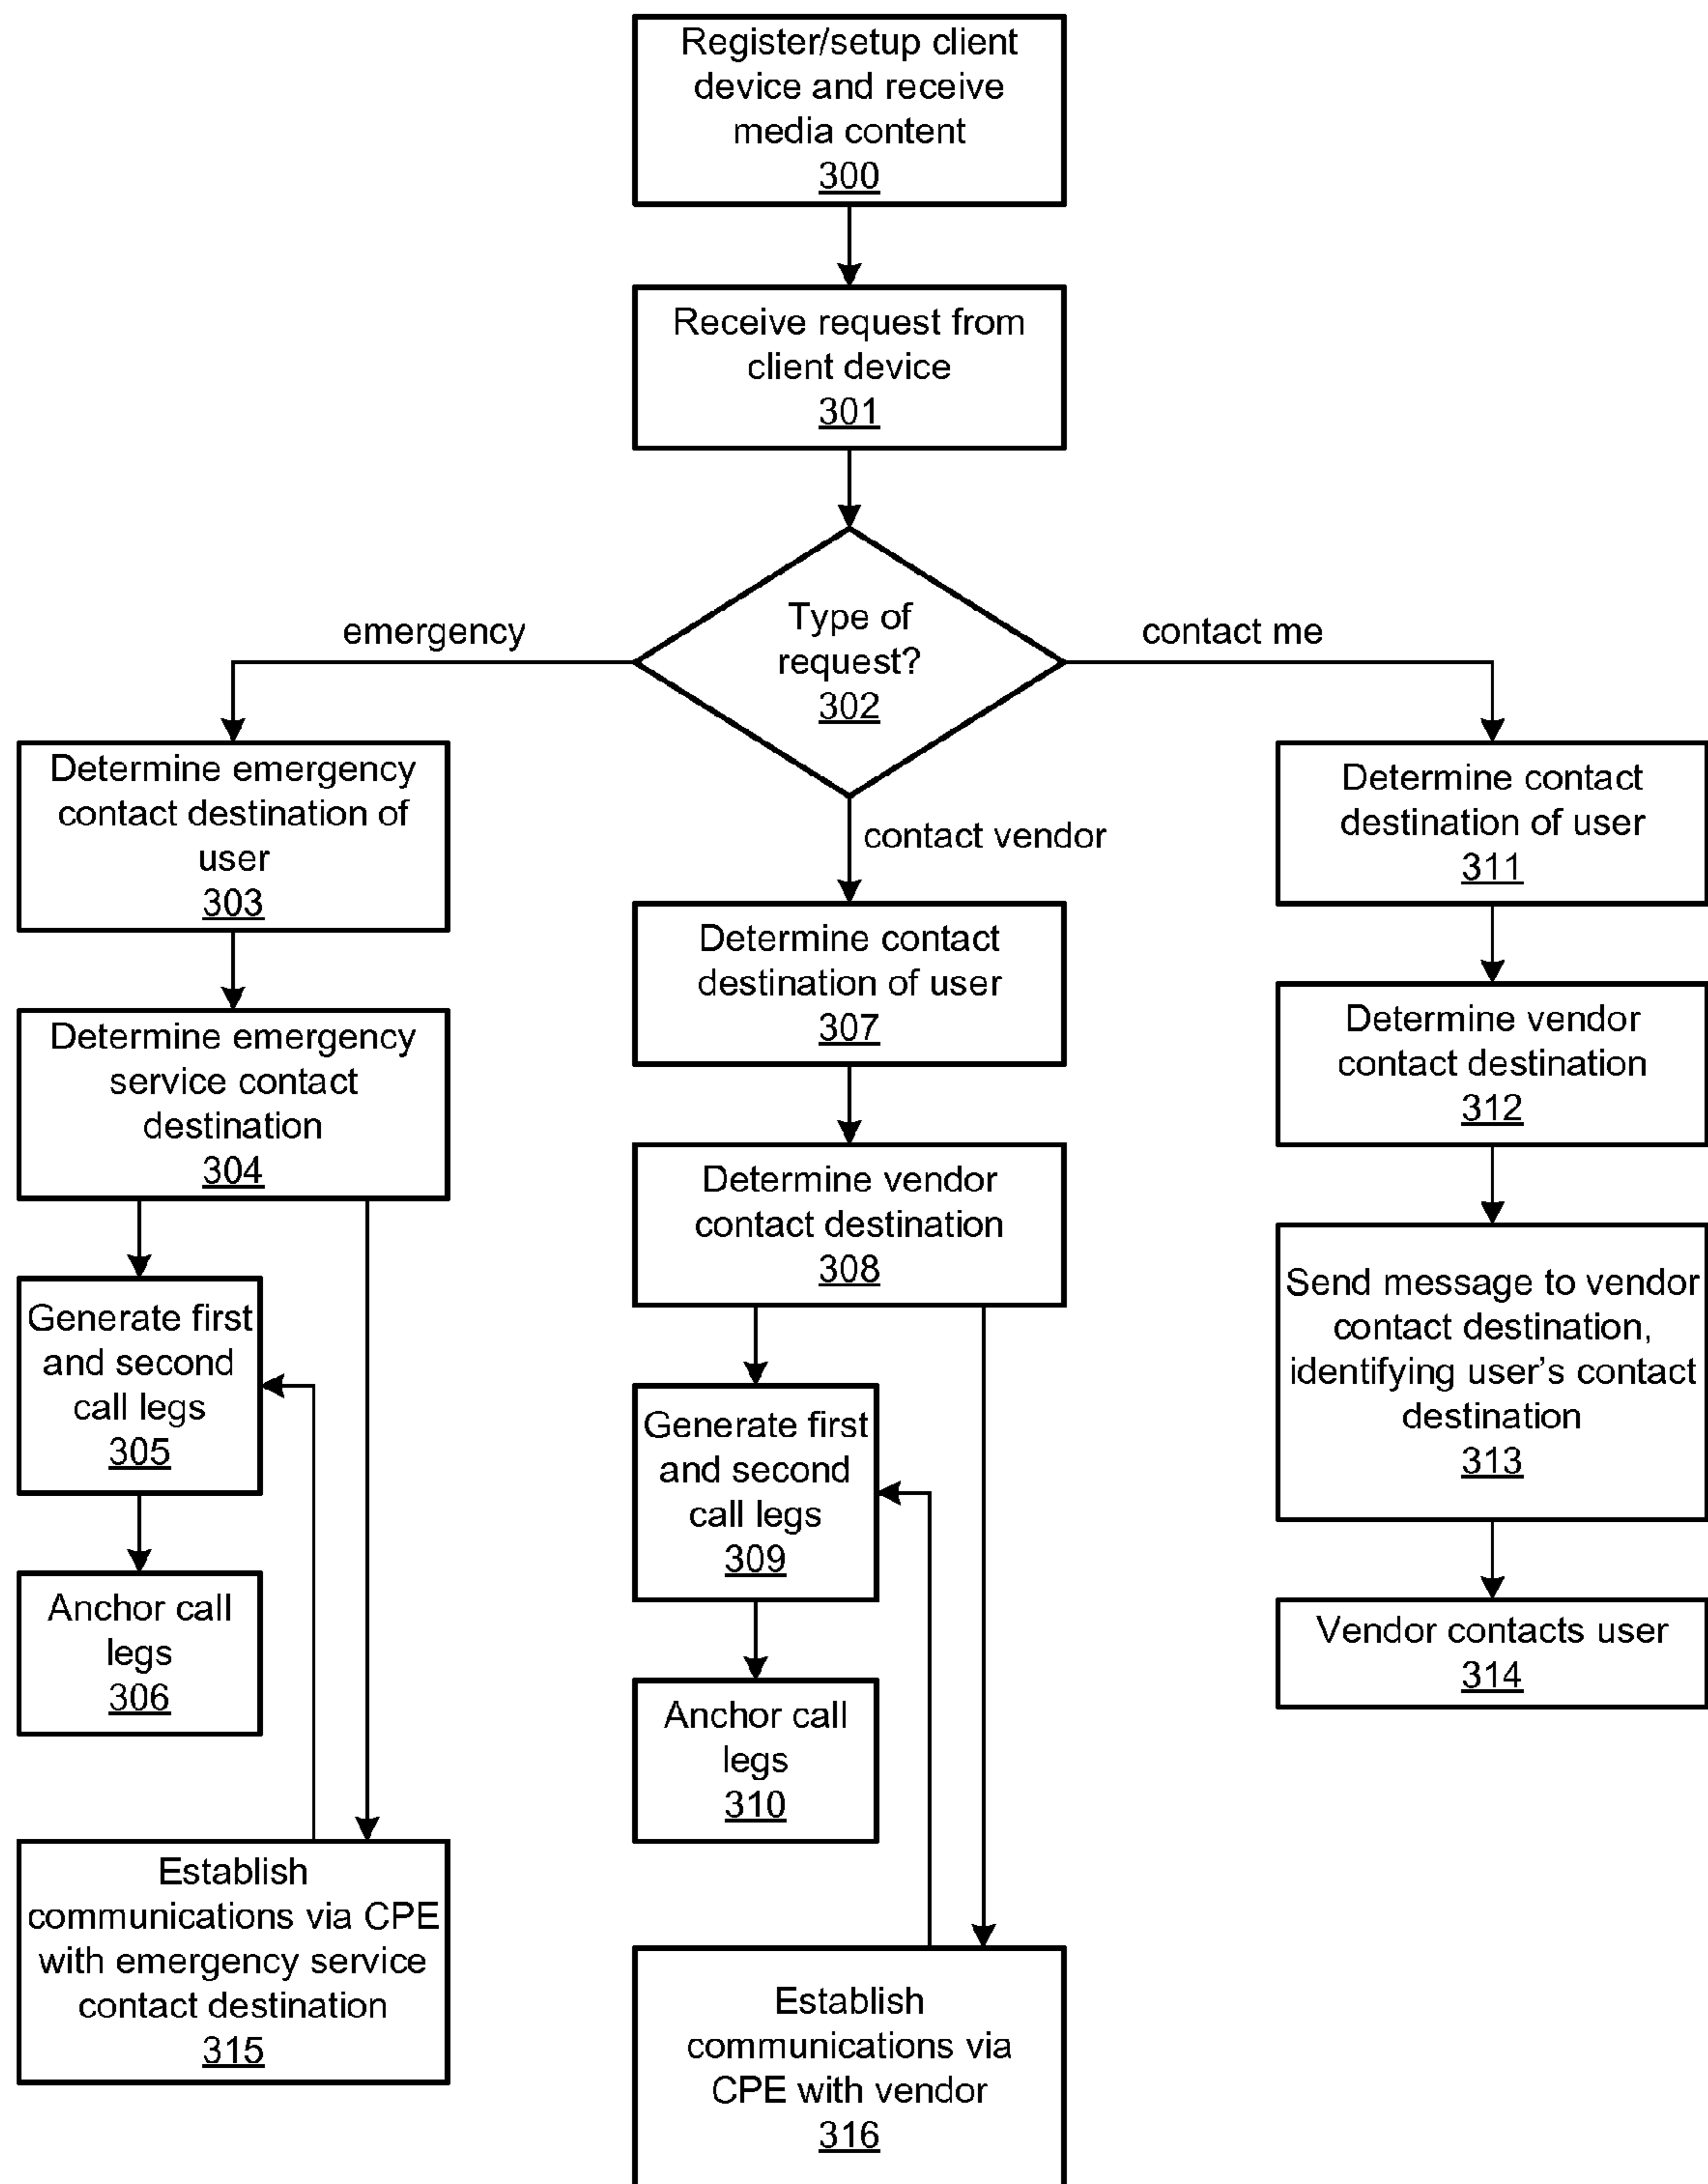 Register/setup client
device and receive
media content
300
Receive request from
client device
301
Type of
request?
302
emergency
contact me
contact vendor
Determine emergency
contact destination of
user
303
Determine emergency
service contact
destination
304
Generate first
and second
call legs
305
Anchor call
legs
306
Establish
communications via CPE
with emergency service
contact destination
315
Determine contact
destination of user
307
Determine vendor
contact destination
308
Generate first
and second
call legs
309
Anchor call
legs
310
Establish
communications via
CPE with vendor
316
Determine contact
destination of user
311
Determine vendor
contact destination
312
Send message to vendor
contact destination,
identifying user's contact
destination
313
Vendor contacts user
314